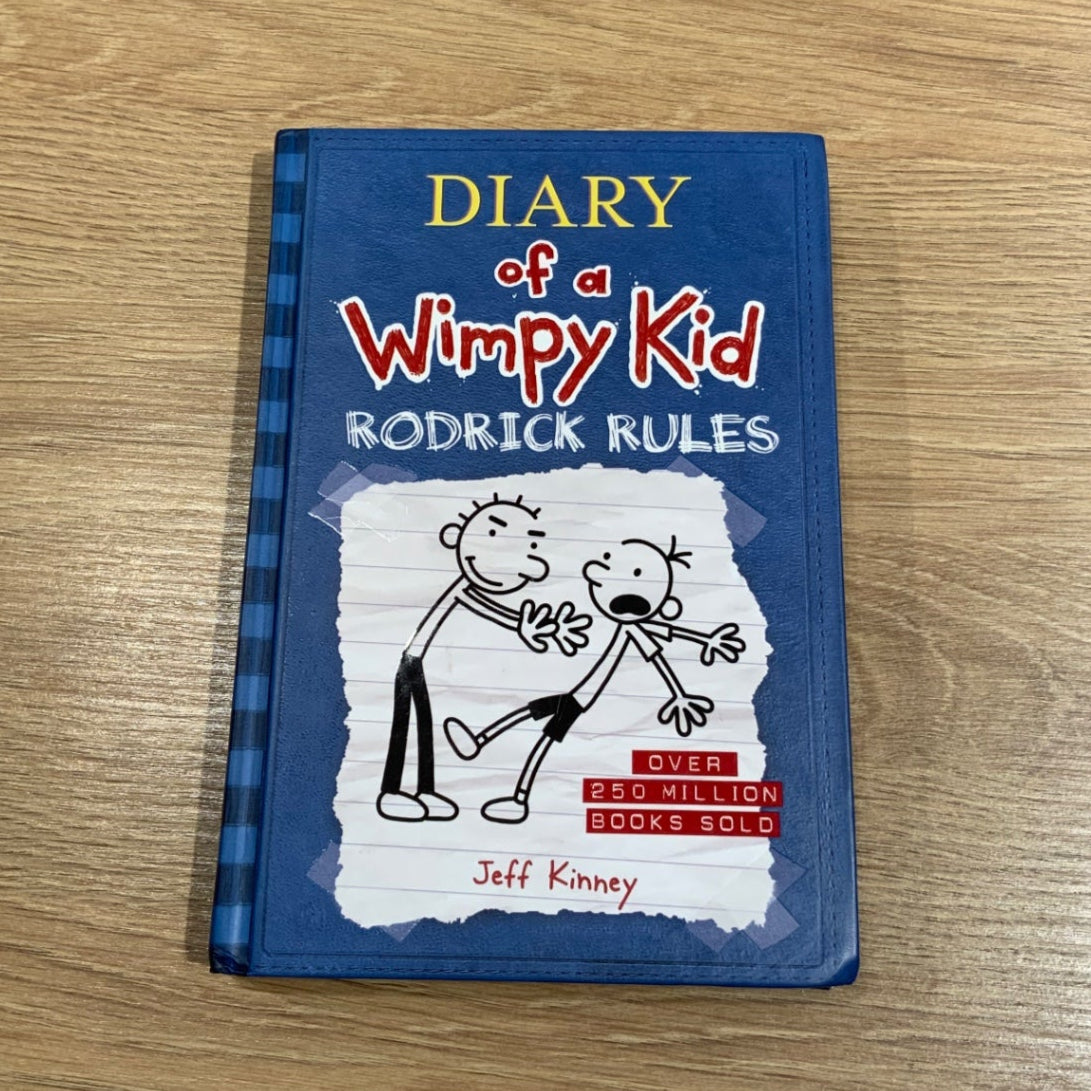 DIARY
of a
Wimpy Kid
RODRICK RULES
OVER
250 MILLION
BOOKS SOLD
Jeff Kinney